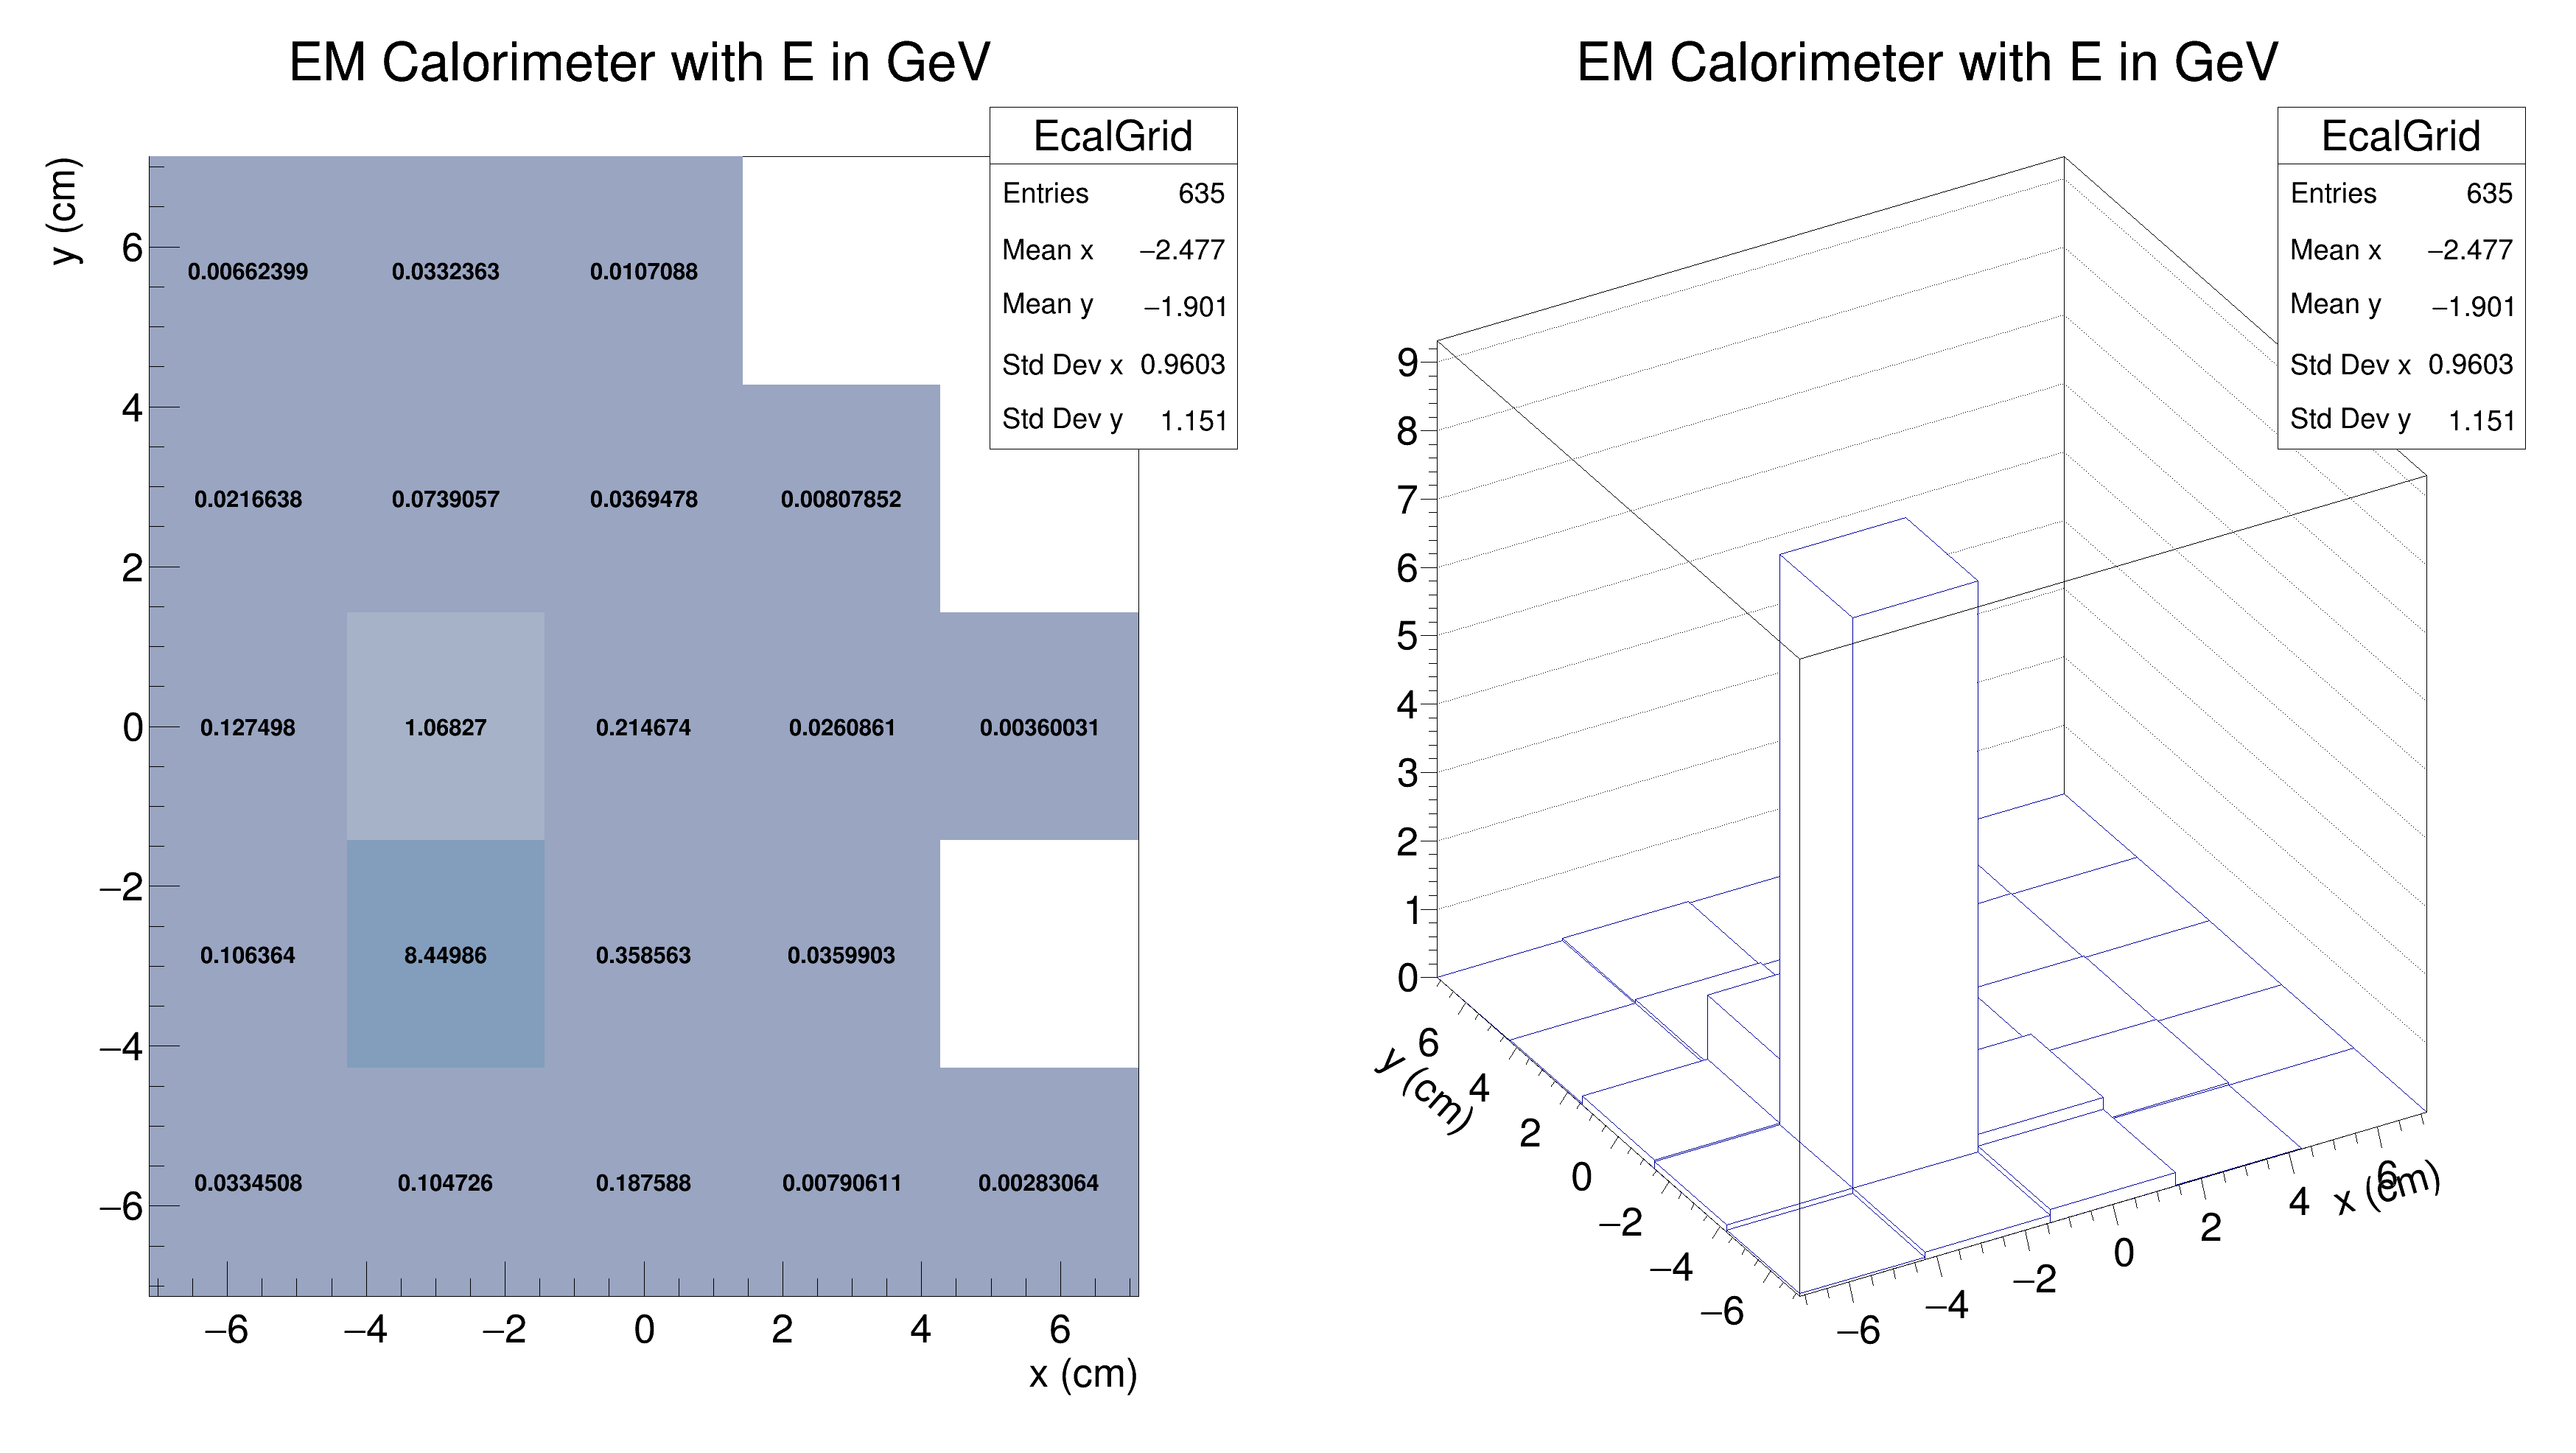 EM Calorimeter with E in GeV
EcalGrid
Entries 635
Mean x −2.477
Mean y −1.901
Std Dev x 0.9603
Std Dev y 1.151
y (cm)
6
4
2
0
−2
−4
−6
0.00662399 0.0332363 0.0107088
0.0216638 0.0739057 0.0369478 0.00807852
0.127498 1.06827 0.214674 0.0260861 0.00360031
0.106364 8.44986 0.358563 0.0359903
0.0334508 0.104726 0.187588 0.00790611 0.00283064
−6 −4 −2 0 2 4 6
x (cm)
EM Calorimeter with E in GeV
EcalGrid
Entries 635
Mean x −2.477
Mean y −1.901
Std Dev x 0.9603
Std Dev y 1.151
9
8
7
6
5
4
3
2
1
0
6
4
2
0
−2
−4
−6
y (cm)
−6 −4 −2 0 2 4 6
x (cm)